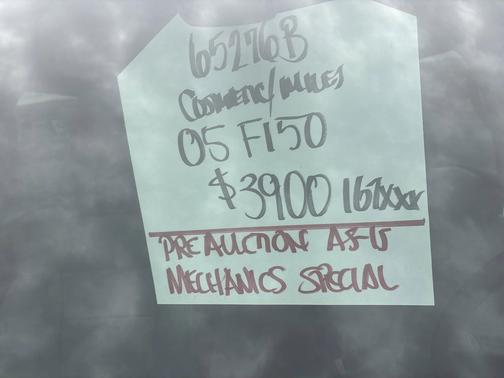 65276B
COSMETIC/MILES
05 F150
$3900 167xxx
PRE AUCTION AS-IS
MECHANICS SPECIAL